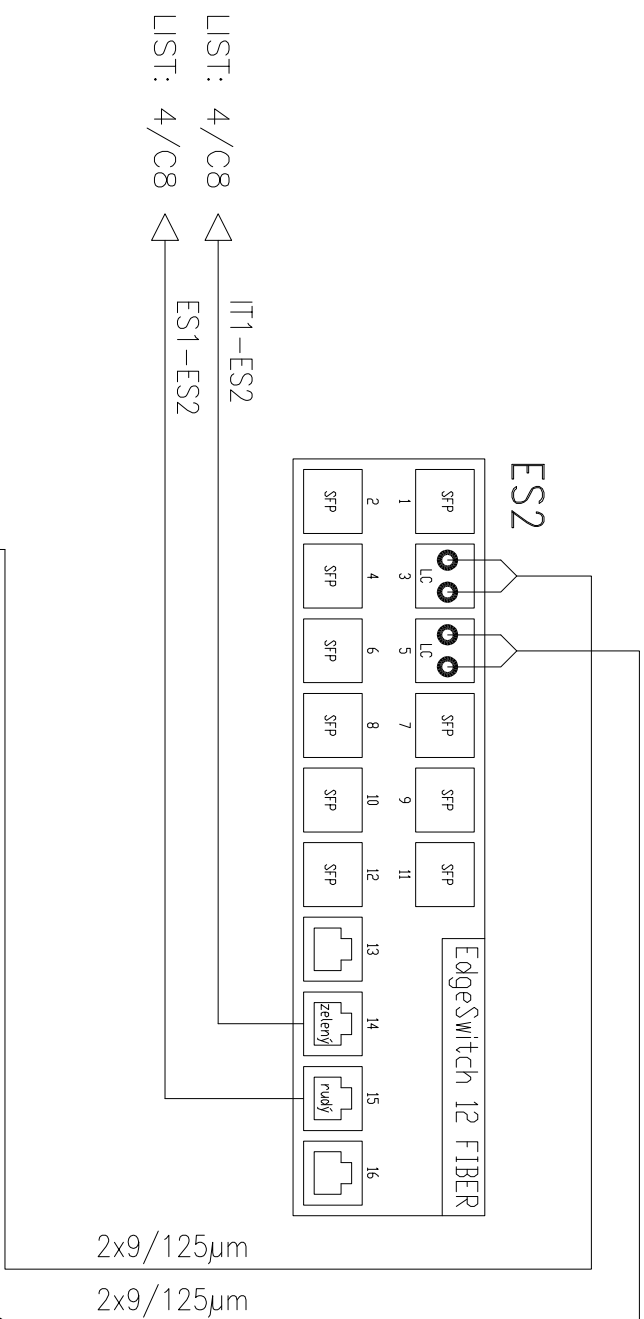 ES2
EdgeSwitch 12 FIBER
SFP
LC
LC
SFP
SFP
SFP
1
3
5
7
9
11
2
4
6
8
10
12
13
14
15
16
SFP
SFP
SFP
SFP
SFP
SFP
zelený
rudý
IT1-ES2
LIST: 4/C8
ES1-ES2
LIST: 4/C8
2x9/125µm
2x9/125µm